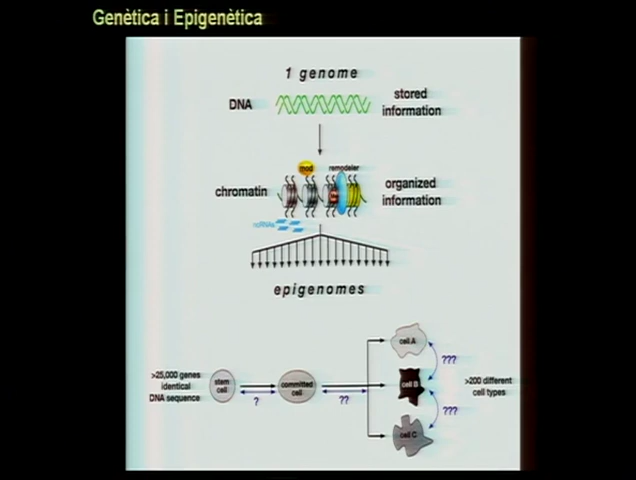 Genètica i Epigenètica
1 genome
DNA
stored
information
mod
remodeler
chromatin
organized
information
ncRNAs
epigenomes
cell A
???
>25,000 genes
identical
DNA sequence
stem
cell
?
committed
cell
??
cell B
>200 different
cell types
???
cell C